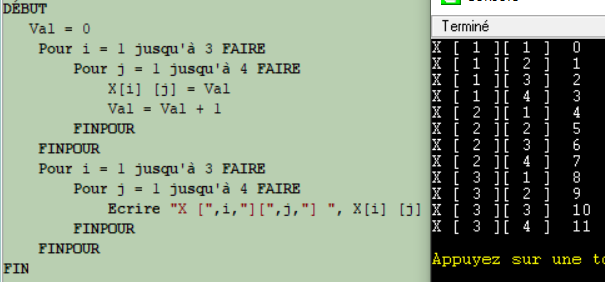 DÉBUT
Val = 0
Pour i = 1 jusqu'à 3 FAIRE
Pour j = 1 jusqu'à 4 FAIRE
X[i] [j] = Val
Val = Val + 1
FINPOUR
FINPOUR
Pour i = 1 jusqu'à 3 FAIRE
Pour j = 1 jusqu'à 4 FAIRE
Ecrire "X [",i,"][",j,"] ", X[i] [j]
FINPOUR
FINPOUR
FIN
Terminé
X [ 1 ][ 1 ] 0
X [ 1 ][ 2 ] 1
X [ 1 ][ 3 ] 2
X [ 1 ][ 4 ] 3
X [ 2 ][ 1 ] 4
X [ 2 ][ 2 ] 5
X [ 2 ][ 3 ] 6
X [ 2 ][ 4 ] 7
X [ 3 ][ 1 ] 8
X [ 3 ][ 2 ] 9
X [ 3 ][ 3 ] 10
X [ 3 ][ 4 ] 11
Appuyez sur une to